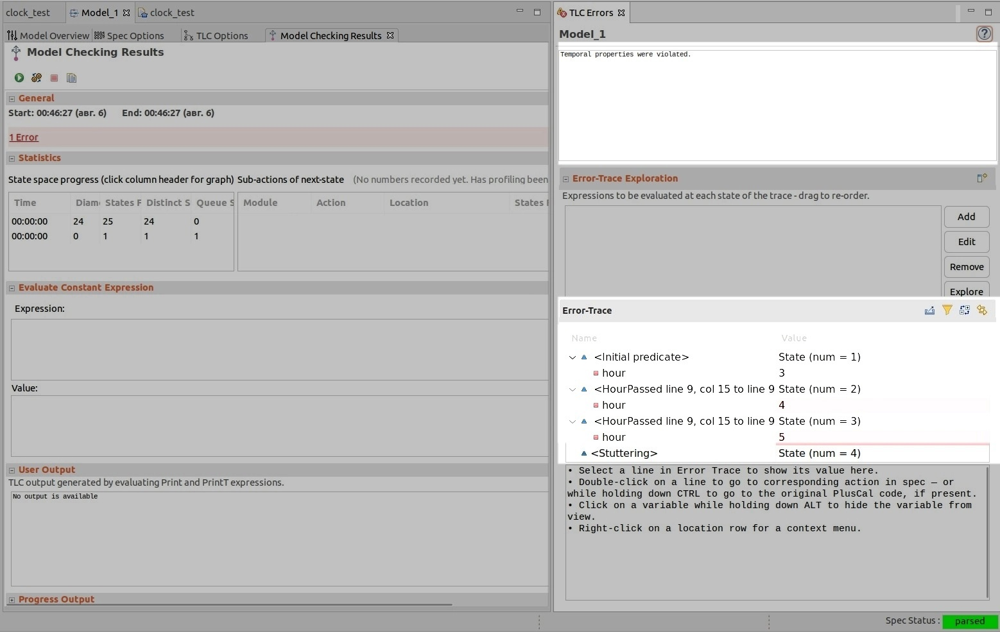 clock_test
Model_1
clock_test
Model Overview
Spec Options
TLC Options
Model Checking Results
Model Checking Results
General
Start: 00:46:27 (авг. 6) End: 00:46:27 (авг. 6)
1 Error
Statistics
State space progress (click column header for graph)
Time Diam States F Distinct S Queue S
00:00:00 24 25 24 0
00:00:00 0 1 1 1
Sub-actions of next-state (No numbers recorded yet. Has profiling been
Module Action Location States
Evaluate Constant Expression
Expression:
Value:
User Output
TLC output generated by evaluating Print and PrintT expressions.
No output is available
Progress Output
TLC Errors
Model_1
Temporal properties were violated.
Error-Trace Exploration
Expressions to be evaluated at each state of the trace - drag to re-order.
Add
Edit
Remove
Explore
Error-Trace
Name Value
<Initial predicate> State (num = 1)
hour 3
<HourPassed line 9, col 15 to line 9 State (num = 2)
hour 4
<HourPassed line 9, col 15 to line 9 State (num = 3)
hour 5
<Stuttering> State (num = 4)
• Select a line in Error Trace to show its value here.
• Double-click on a line to go to corresponding action in spec — or
while holding down CTRL to go to the original PlusCal code, if present.
• Click on a variable while holding down ALT to hide the variable from
view.
• Right-click on a location row for a context menu.
Spec Status : parsed